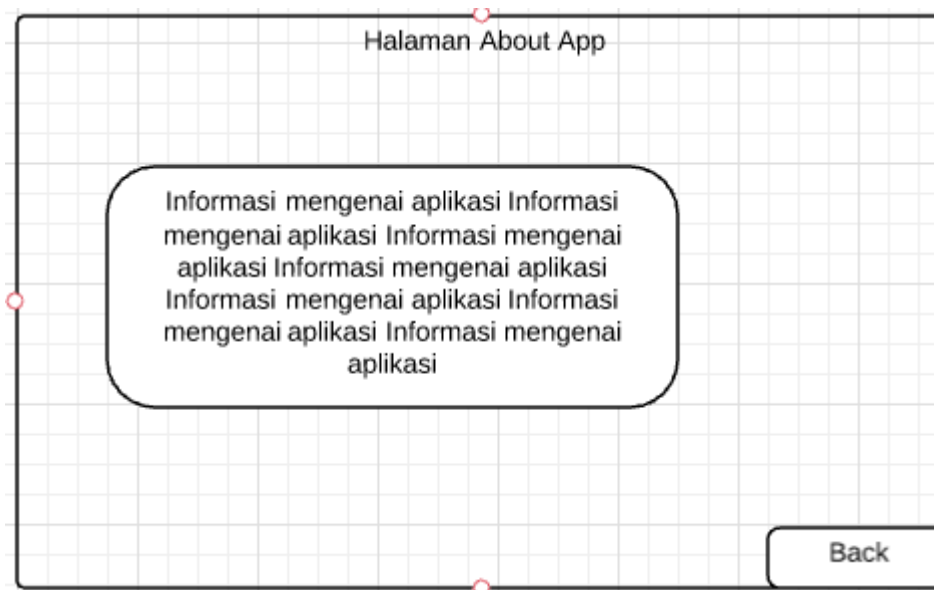 Halaman About App
Informasi mengenai aplikasi Informasi
mengenai aplikasi Informasi mengenai
aplikasi Informasi mengenai aplikasi
Informasi mengenai aplikasi Informasi
mengenai aplikasi Informasi mengenai
aplikasi
Back